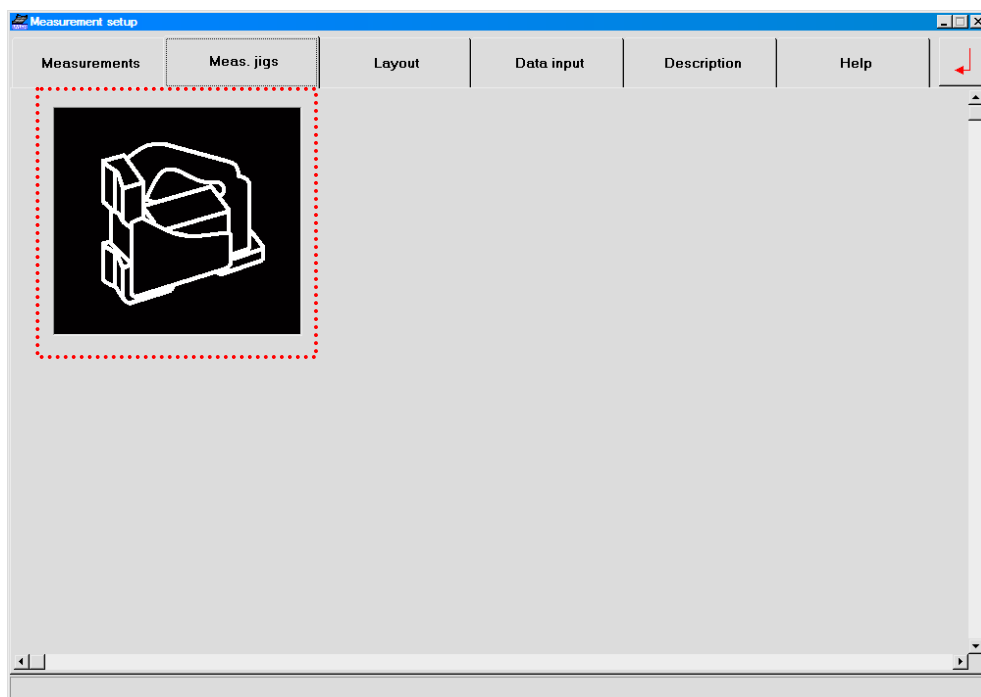 Measurement setup
Measurements
Meas. jigs
Layout
Data input
Description
Help